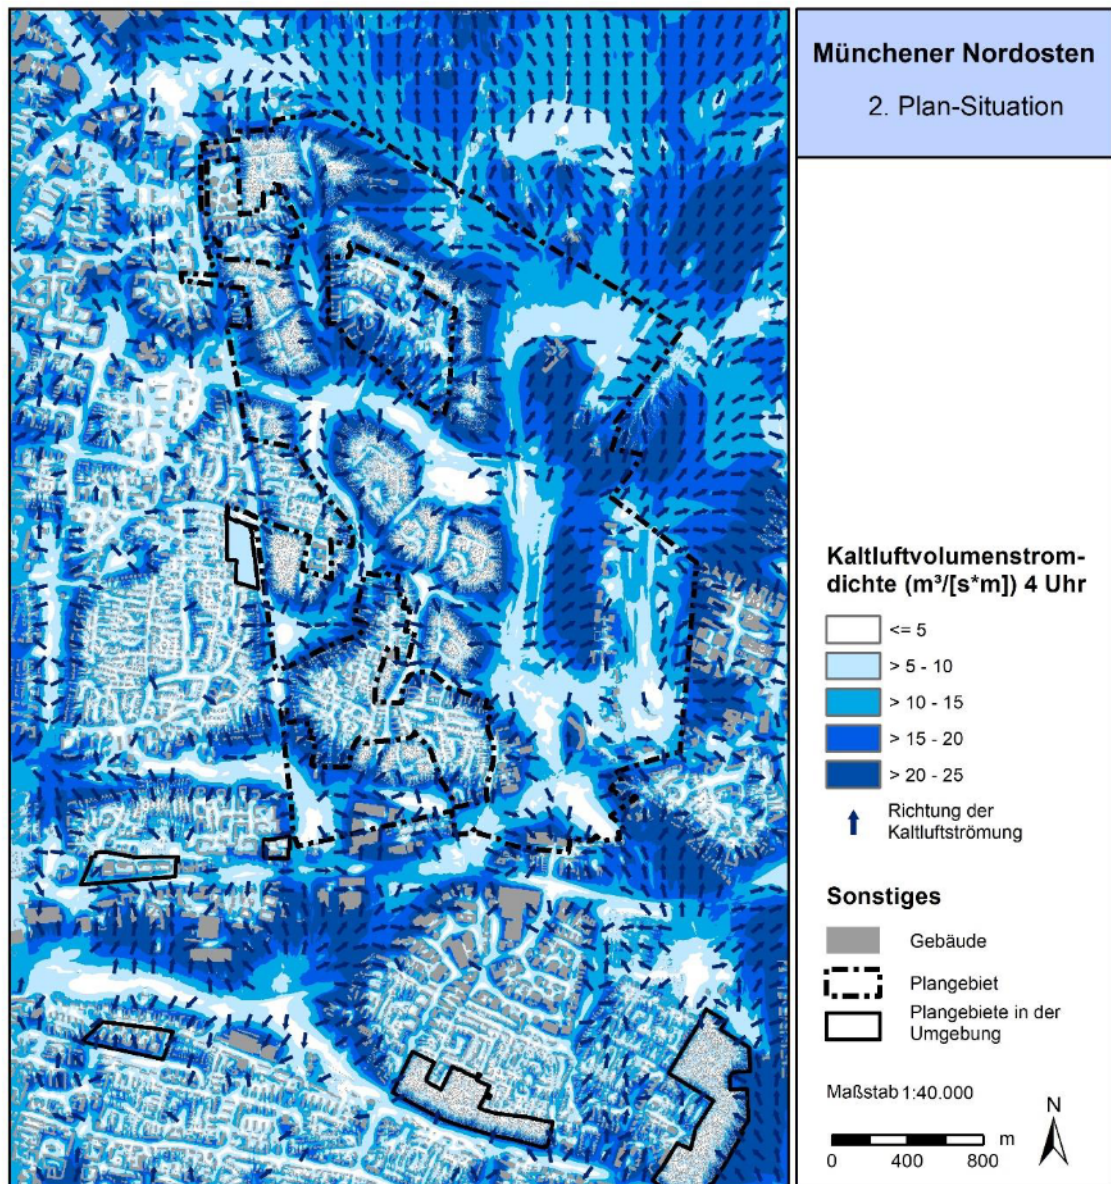 Münchener Nordosten
2. Plan-Situation
Kaltluftvolumenstrom-
dichte (m³/[s*m]) 4 Uhr
<= 5
> 5 - 10
> 10 - 15
> 15 - 20
> 20 - 25
Richtung der
Kaltluftströmung
Sonstiges
Gebäude
Plangebiet
Plangebiete in der
Umgebung
Maßstab 1:40.000
N
m
0 400 800